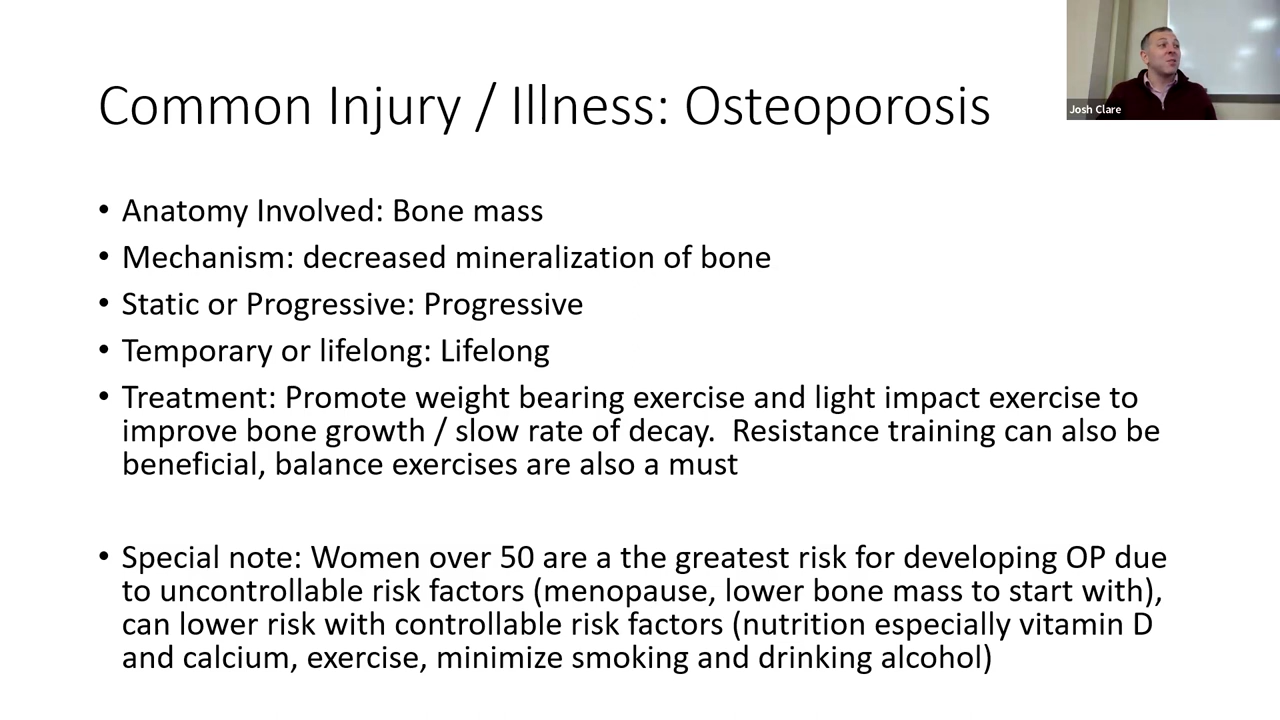 Common Injury / Illness: Osteoporosis
Josh Clare
• Anatomy Involved: Bone mass
• Mechanism: decreased mineralization of bone
• Static or Progressive: Progressive
• Temporary or lifelong: Lifelong
• Treatment: Promote weight bearing exercise and light impact exercise to
improve bone growth / slow rate of decay.  Resistance training can also be
beneficial, balance exercises are also a must
• Special note: Women over 50 are a the greatest risk for developing OP due
to uncontrollable risk factors (menopause, lower bone mass to start with),
can lower risk with controllable risk factors (nutrition especially vitamin D
and calcium, exercise, minimize smoking and drinking alcohol)